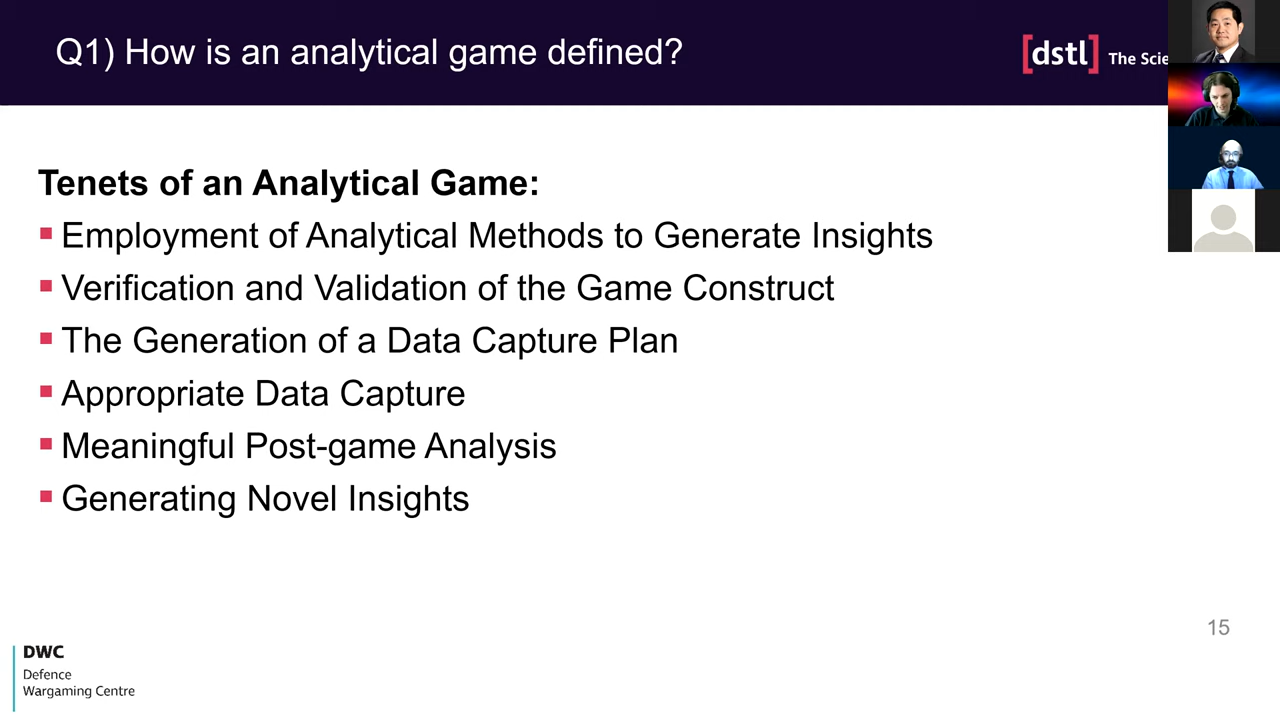 Q1) How is an analytical game defined?
[dstl] The Scie
Tenets of an Analytical Game:
Employment of Analytical Methods to Generate Insights
Verification and Validation of the Game Construct
The Generation of a Data Capture Plan
Appropriate Data Capture
Meaningful Post-game Analysis
Generating Novel Insights
15
DWC
Defence
Wargaming Centre